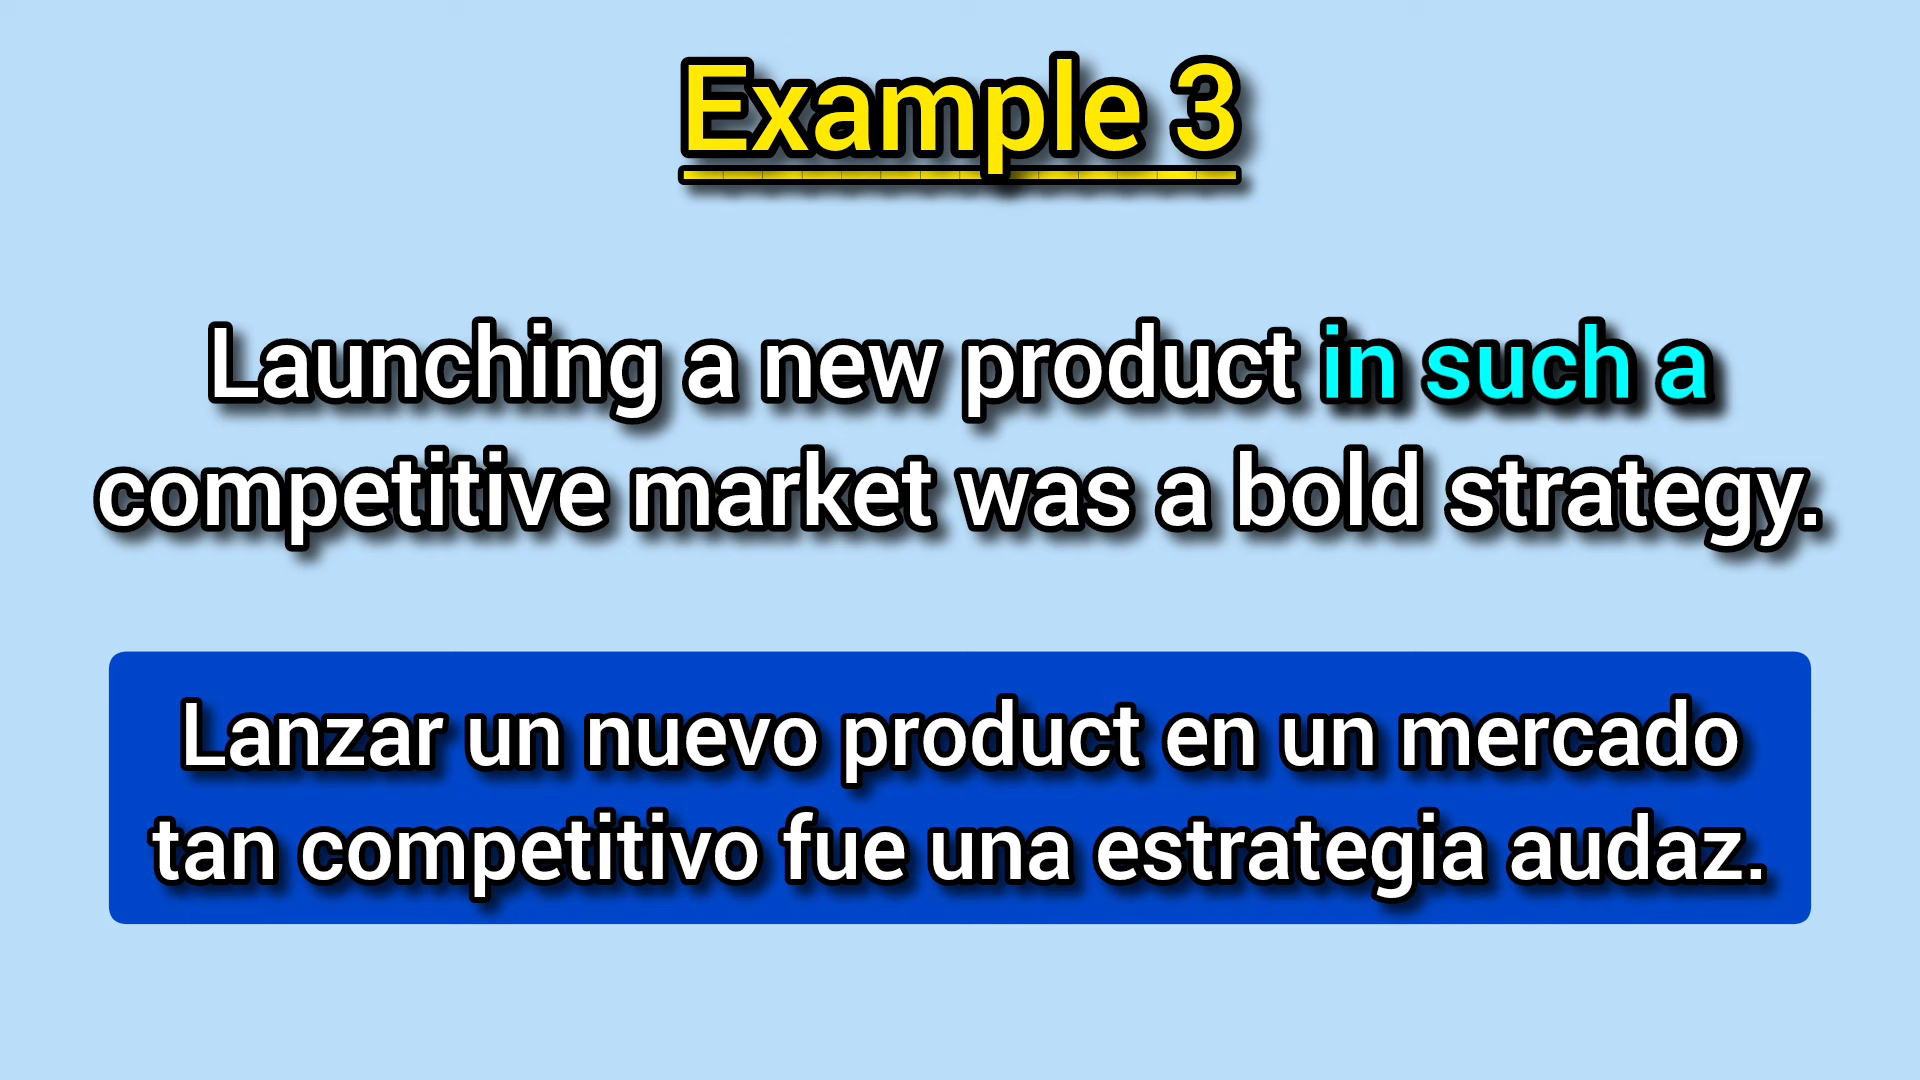 Example 3
Launching a new product in such a
competitive market was a bold strategy.
Lanzar un nuevo product en un mercado
tan competitivo fue una estrategia audaz.